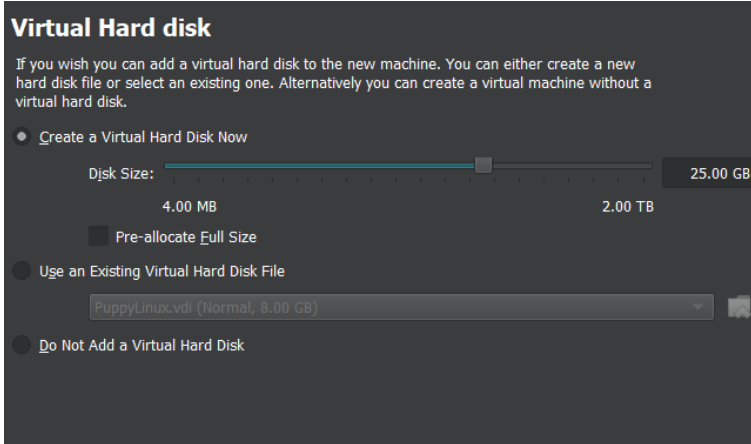 Virtual Hard disk
If you wish you can add a virtual hard disk to the new machine. You can either create a new
hard disk file or select an existing one. Alternatively you can create a virtual machine without a
virtual hard disk.
Create a Virtual Hard Disk Now
Disk Size:
25.00 GB
4.00 MB
2.00 TB
Pre-allocate Full Size
Use an Existing Virtual Hard Disk File
PuppyLinux.vdi (Normal, 8.00 GB)
Do Not Add a Virtual Hard Disk